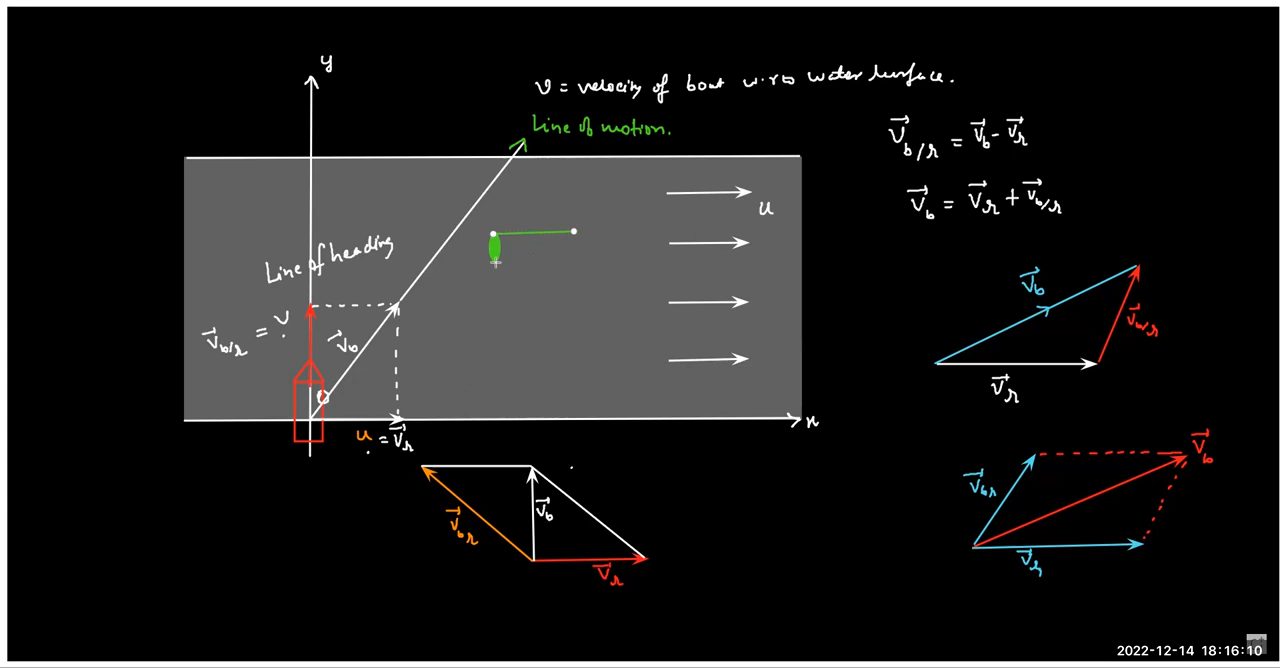 y
v = velocity of boat w.r.to water surface.
Line of motion.
V⃗b/r = V⃗b - V⃗r
V⃗b = V⃗r + V⃗b/r
u
Line of heading
V⃗b/r = v
V⃗b
u = V⃗r
x
V⃗b
V⃗b/r
V⃗r
V⃗br
V⃗b
V⃗r
V⃗br
V⃗b
V⃗r
2022-12-14 18:16:10